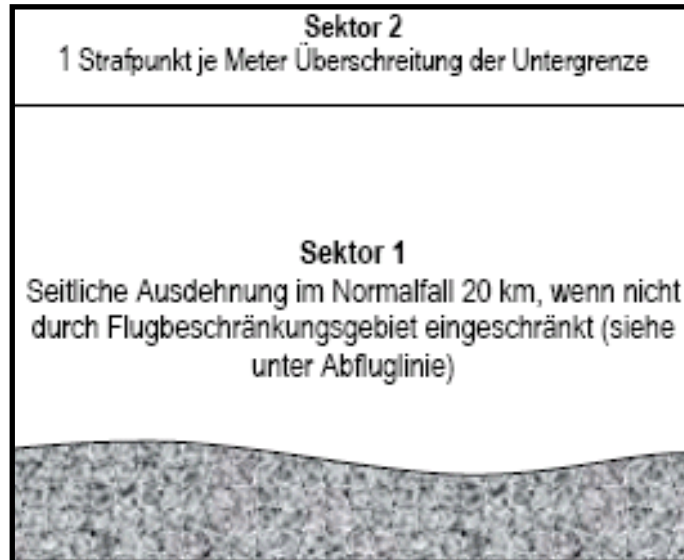 Sektor 2
1 Strafpunkt je Meter Überschreitung der Untergrenze
Sektor 1
Seitliche Ausdehnung im Normalfall 20 km, wenn nicht
durch Flugbeschränkungsgebiet eingeschränkt (siehe
unter Abfluglinie)